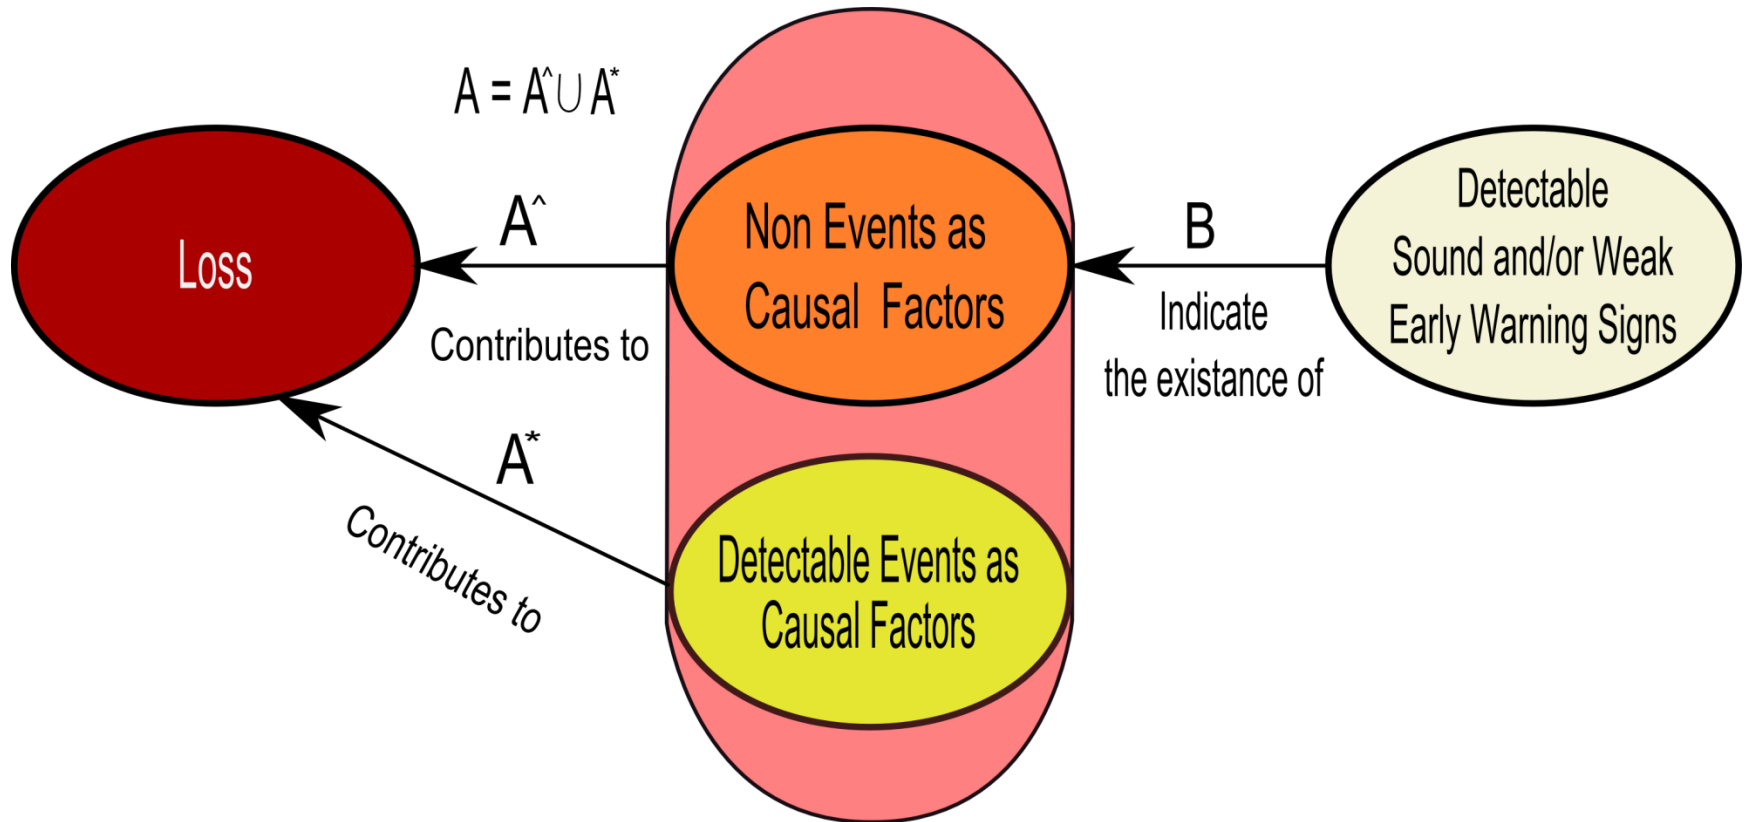 A = A^∪ A*
Loss
A^
Contributes to
A*
Contributes to
Non Events as
Causal Factors
Detectable Events as
Causal Factors
B
Indicate
the existance of
Detectable
Sound and/or Weak
Early Warning Signs